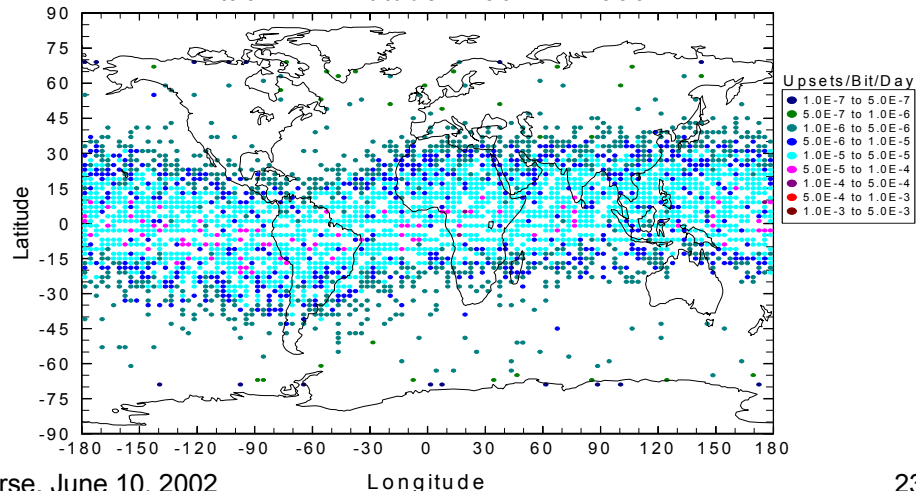 90
75
60
45
30
15
0
-15
-30
-45
-60
-75
-90
Latitude
-180 -150 -120 -90 -60 -30 0 30 60 90 120 150 180
Longitude
Upsets/Bit/Day
1.0E-7 to 5.0E-7
5.0E-7 to 1.0E-6
1.0E-6 to 5.0E-6
5.0E-6 to 1.0E-5
1.0E-5 to 5.0E-5
5.0E-5 to 1.0E-4
1.0E-4 to 5.0E-4
5.0E-4 to 1.0E-3
1.0E-3 to 5.0E-3
rse, June 10, 2002
23